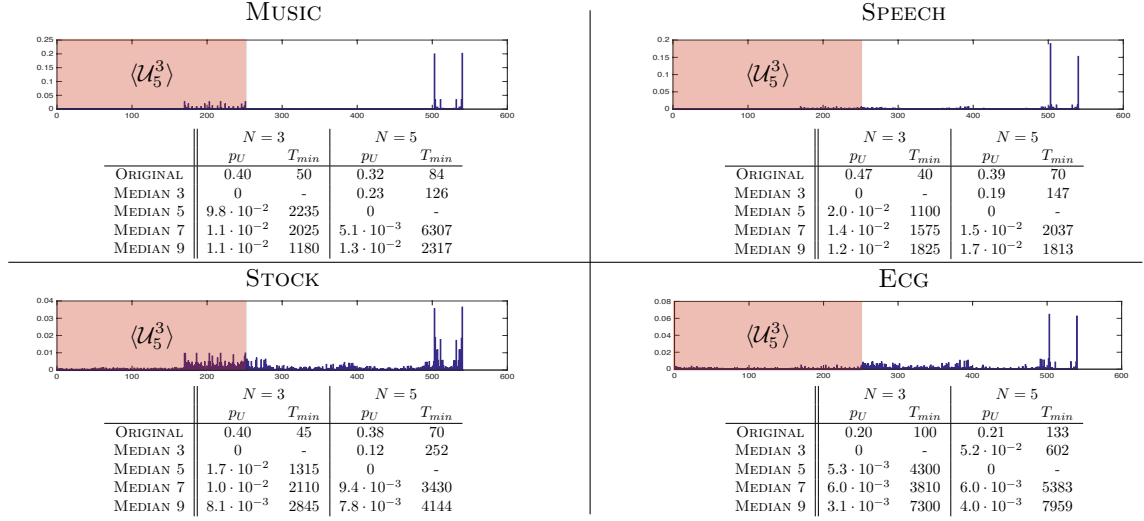 MUSIC
0.25
0.2
0.15
0.1
0.05
0
⟨𝒰₅³⟩
0 100 200 300 400 500 600
N = 3 N = 5
p_U T_min p_U T_min
ORIGINAL 0.40 50 0.32 84
MEDIAN 3 0 - 0.23 126
MEDIAN 5 9.8 · 10⁻² 2235 0 -
MEDIAN 7 1.1 · 10⁻² 2025 5.1 · 10⁻³ 6307
MEDIAN 9 1.1 · 10⁻² 1180 1.3 · 10⁻² 2317
SPEECH
0.2
0.15
0.1
0.05
0
⟨𝒰₅³⟩
0 100 200 300 400 500 600
N = 3 N = 5
p_U T_min p_U T_min
ORIGINAL 0.47 40 0.39 70
MEDIAN 3 0 - 0.19 147
MEDIAN 5 2.0 · 10⁻² 1100 0 -
MEDIAN 7 1.4 · 10⁻² 1575 1.5 · 10⁻² 2037
MEDIAN 9 1.2 · 10⁻² 1825 1.7 · 10⁻² 1813
STOCK
0.04
0.03
0.02
0.01
0
⟨𝒰₅³⟩
0 100 200 300 400 500 600
N = 3 N = 5
p_U T_min p_U T_min
ORIGINAL 0.40 45 0.38 70
MEDIAN 3 0 - 0.12 252
MEDIAN 5 1.7 · 10⁻² 1315 0 -
MEDIAN 7 1.0 · 10⁻² 2110 9.4 · 10⁻³ 3430
MEDIAN 9 8.1 · 10⁻³ 2845 7.8 · 10⁻³ 4144
ECG
0.08
0.06
0.04
0.02
0
⟨𝒰₅³⟩
0 100 200 300 400 500 600
N = 3 N = 5
p_U T_min p_U T_min
ORIGINAL 0.20 100 0.21 133
MEDIAN 3 0 - 5.2 · 10⁻² 602
MEDIAN 5 5.3 · 10⁻³ 4300 0 -
MEDIAN 7 6.0 · 10⁻³ 3810 6.0 · 10⁻³ 5383
MEDIAN 9 3.1 · 10⁻³ 7300 4.0 · 10⁻³ 7959